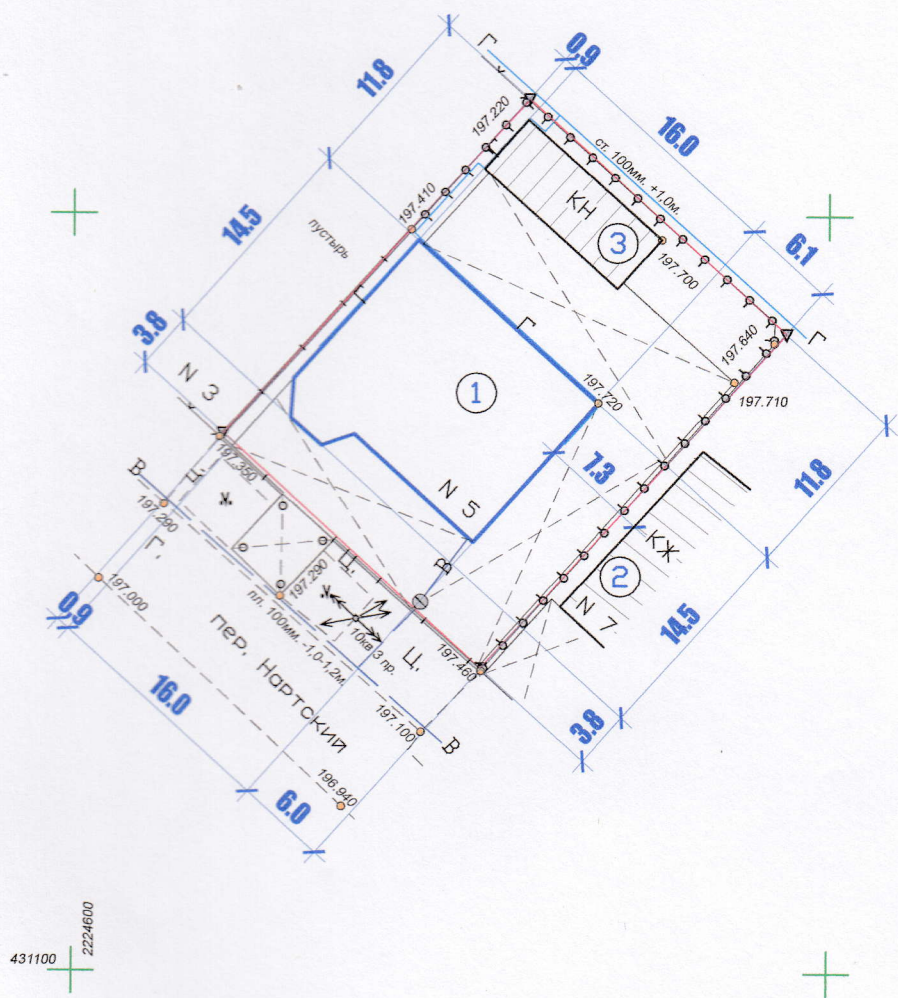 0,9
Г
11.8
197.220
16.0
ст. 100мм. +1,0м.
197.410
КН
14.5
пустырь
3
6.1
197.700
Г
Г
Г
3.8
197.640
N 3
1
197.720
197.710
N 5
7.3
11.8
В
Ц,
197.350
197.290
Г,
КЖ
2
N 7
Ц,
В
197.290
197.000
пл. 100мм. -1,0-1,2м.
10кв 3 пр.
Ц,
197.460
0,9
пер. Нартский
14.5
16.0
197.100
В
3.8
196.940
6.0
2224600
431100